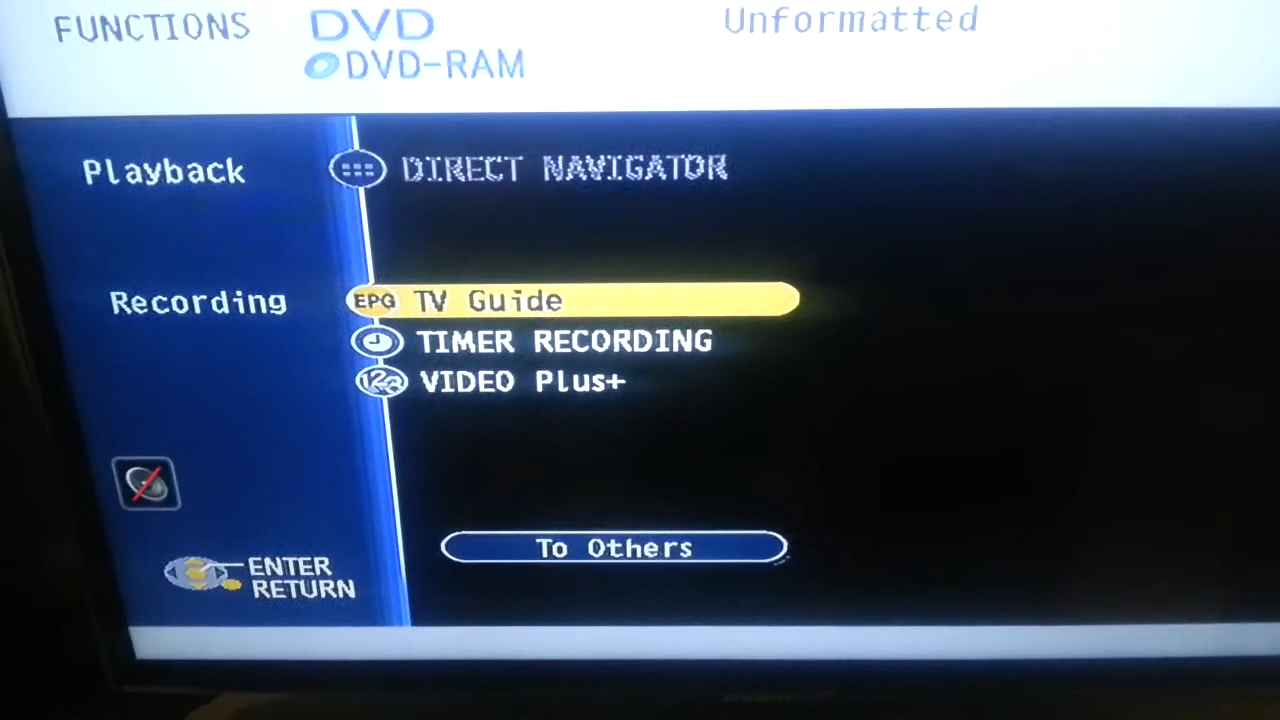 FUNCTIONS DVD Unformatted
DVD-RAM
Playback DIRECT NAVIGATOR
Recording EPG TV Guide
TIMER RECORDING
VIDEO Plus+
To Others
ENTER
RETURN